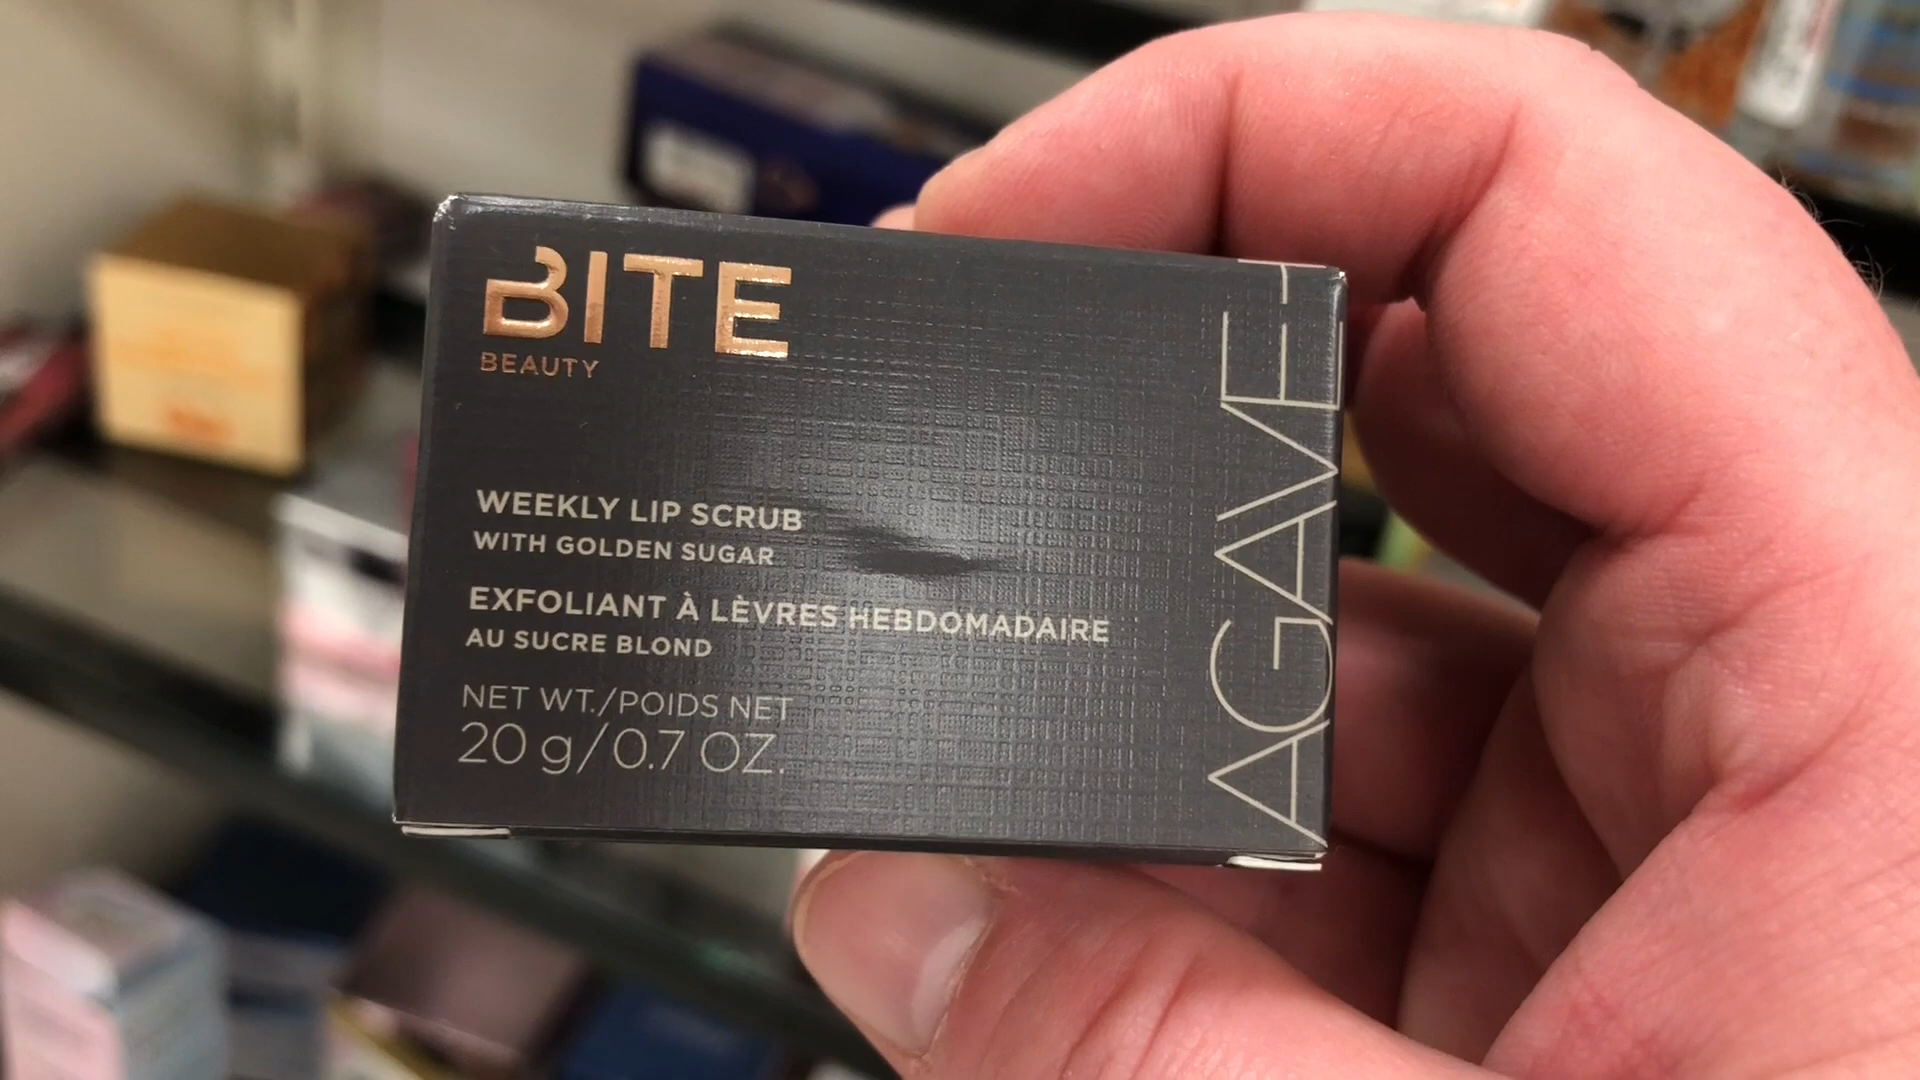 BITE
BEAUTY
WEEKLY LIP SCRUB
WITH GOLDEN SUGAR
EXFOLIANT À LÈVRES HEBDOMADAIRE
AU SUCRE BLOND
NET WT./POIDS NET
20 g/0.7 OZ.
AGAVE+